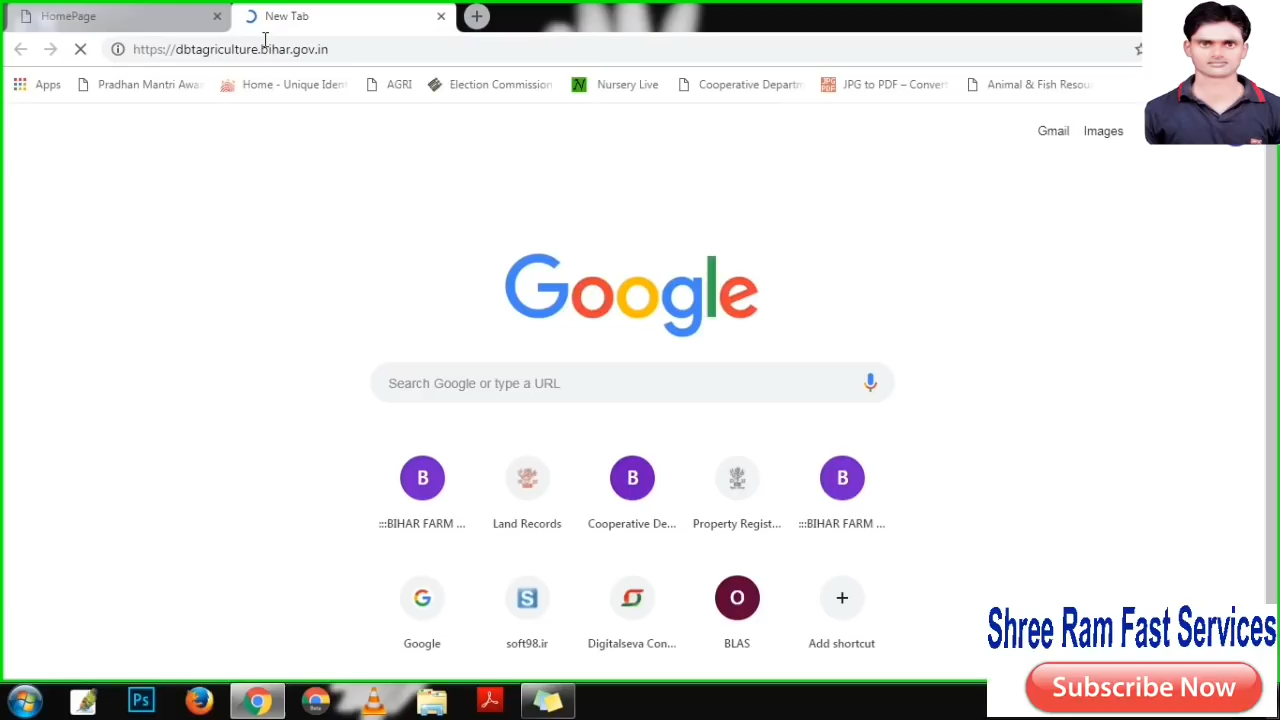 HomePage
New Tab
https://dbtagriculture.bihar.gov.in
Apps
Pradhan Mantri Awa
Home - Unique Ident
AGRI
Election Commission
Nursery Live
Cooperative Departm
JPG to PDF – Convert
Animal & Fish Resou
Gmail Images
Google
Search Google or type a URL
B
B
B
:::BIHAR FARM ...
Land Records
Cooperative De...
Property Regist...
:::BIHAR FARM ...
G
S
O
Google
soft98.ir
Digitalseva Con...
BLAS
Add shortcut
Ps
Shree Ram Fast Services
Subscribe Now